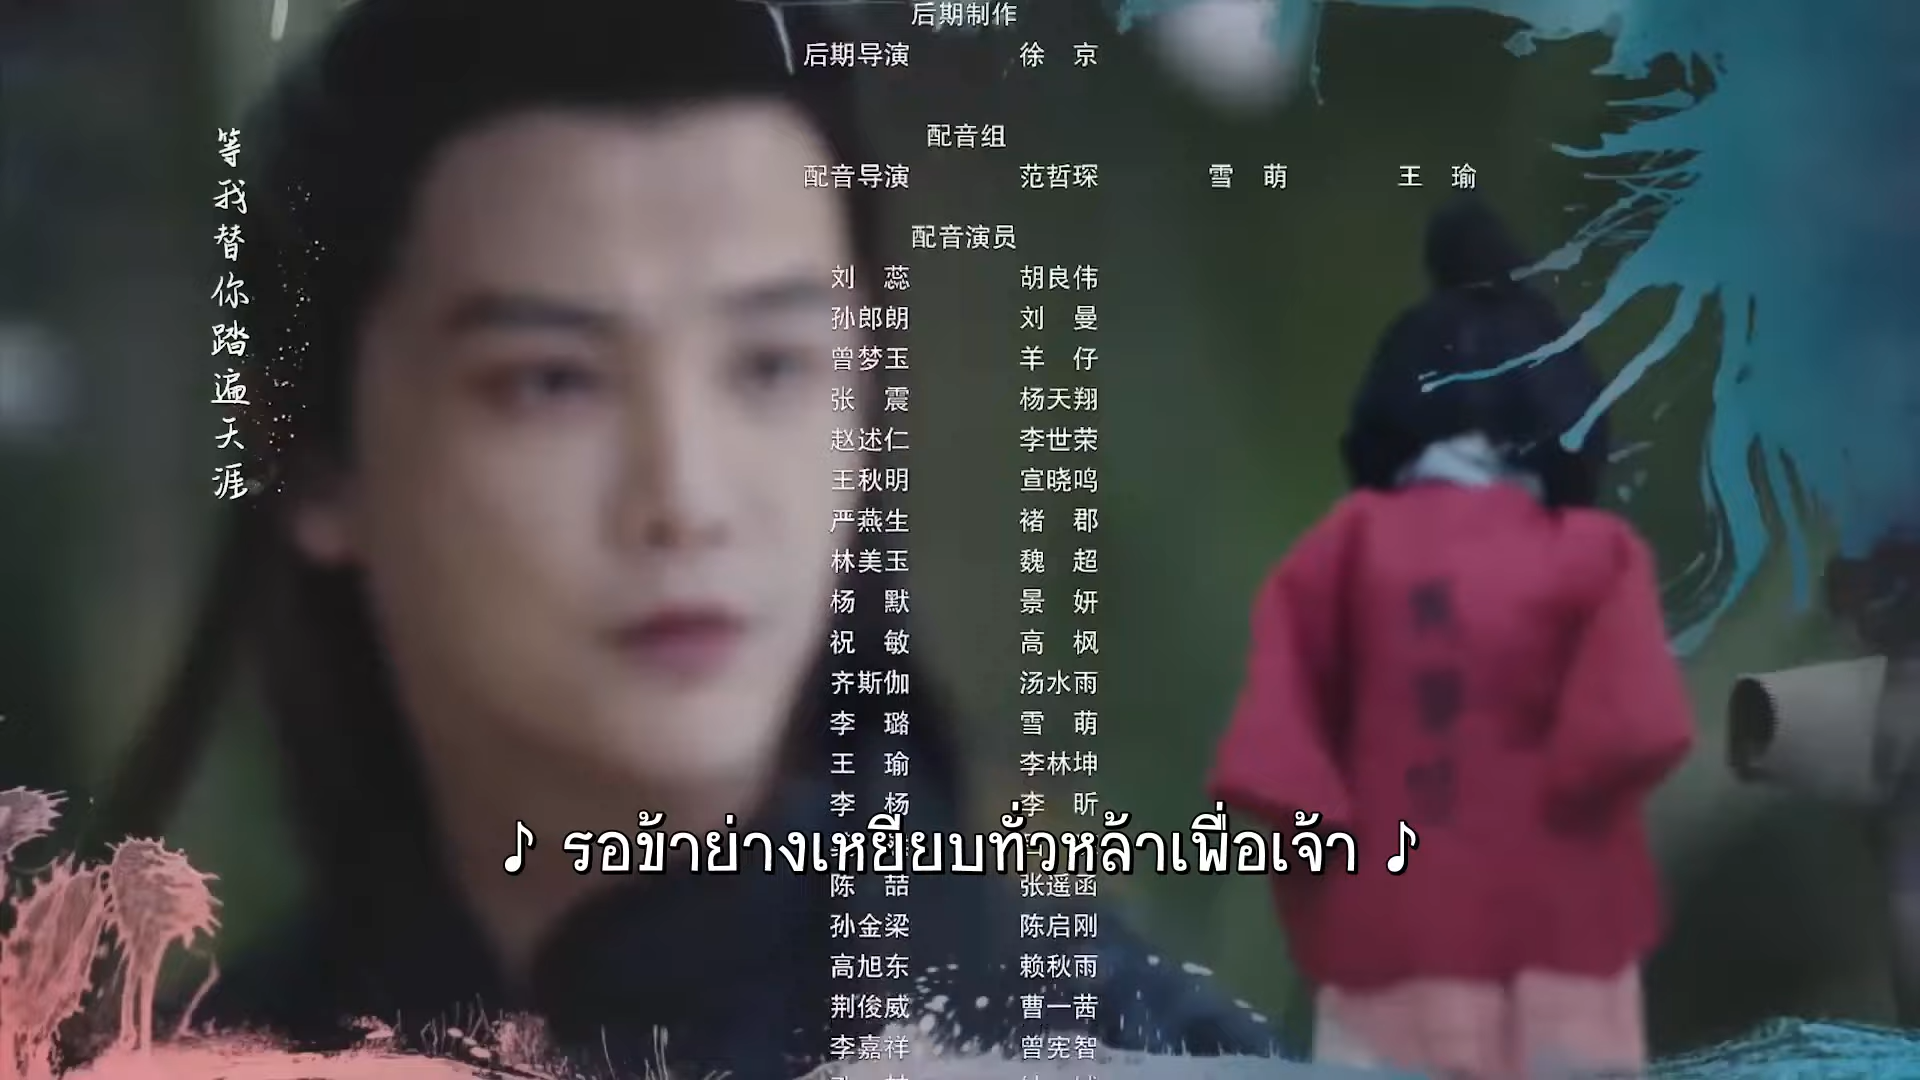 后期制作
后期导演 徐 京
配音组
配音导演 范哲琛 雪 萌 王 瑜
配音演员
刘 蕊 胡良伟
孙郎朗 刘 曼
曾梦玉 羊 仔
张 震 杨天翔
赵述仁 李世荣
王秋明 宣晓鸣
严燕生 褚 郡
林美玉 魏 超
杨 默 景 妍
祝 敏 高 枫
齐斯伽 汤水雨
李 璐 雪 萌
王 瑜 李林坤
李 杨 李 昕
陈 喆 张遥函
孙金梁 陈启刚
高旭东 赖秋雨
荆俊威 曹一茜
李嘉祥 曾宪智
等我替你踏遍天涯
♪ รอข้าย่างเหยียบทั่วหล้าเพื่อเจ้า ♪